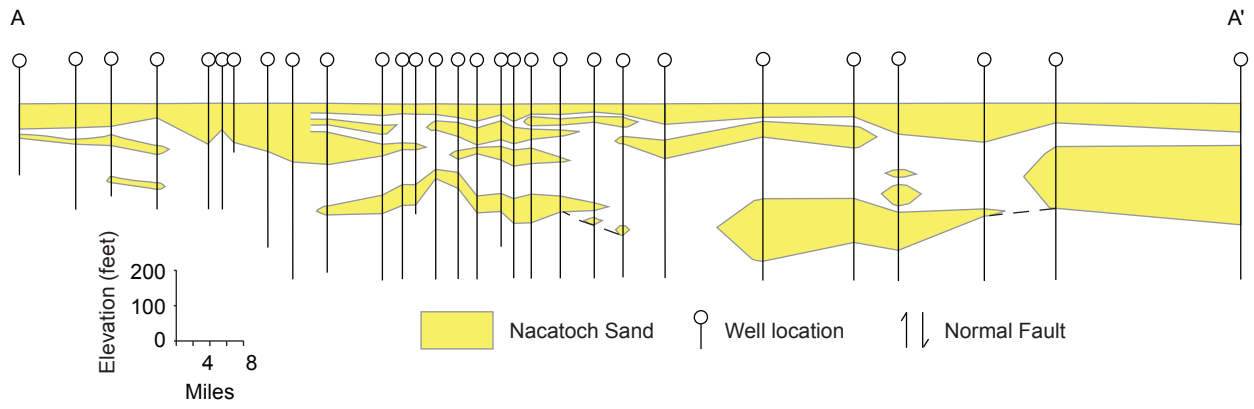 A A'
Elevation (feet)
200
100
0
4 8
Miles
Nacatoch Sand
Well location
Normal Fault